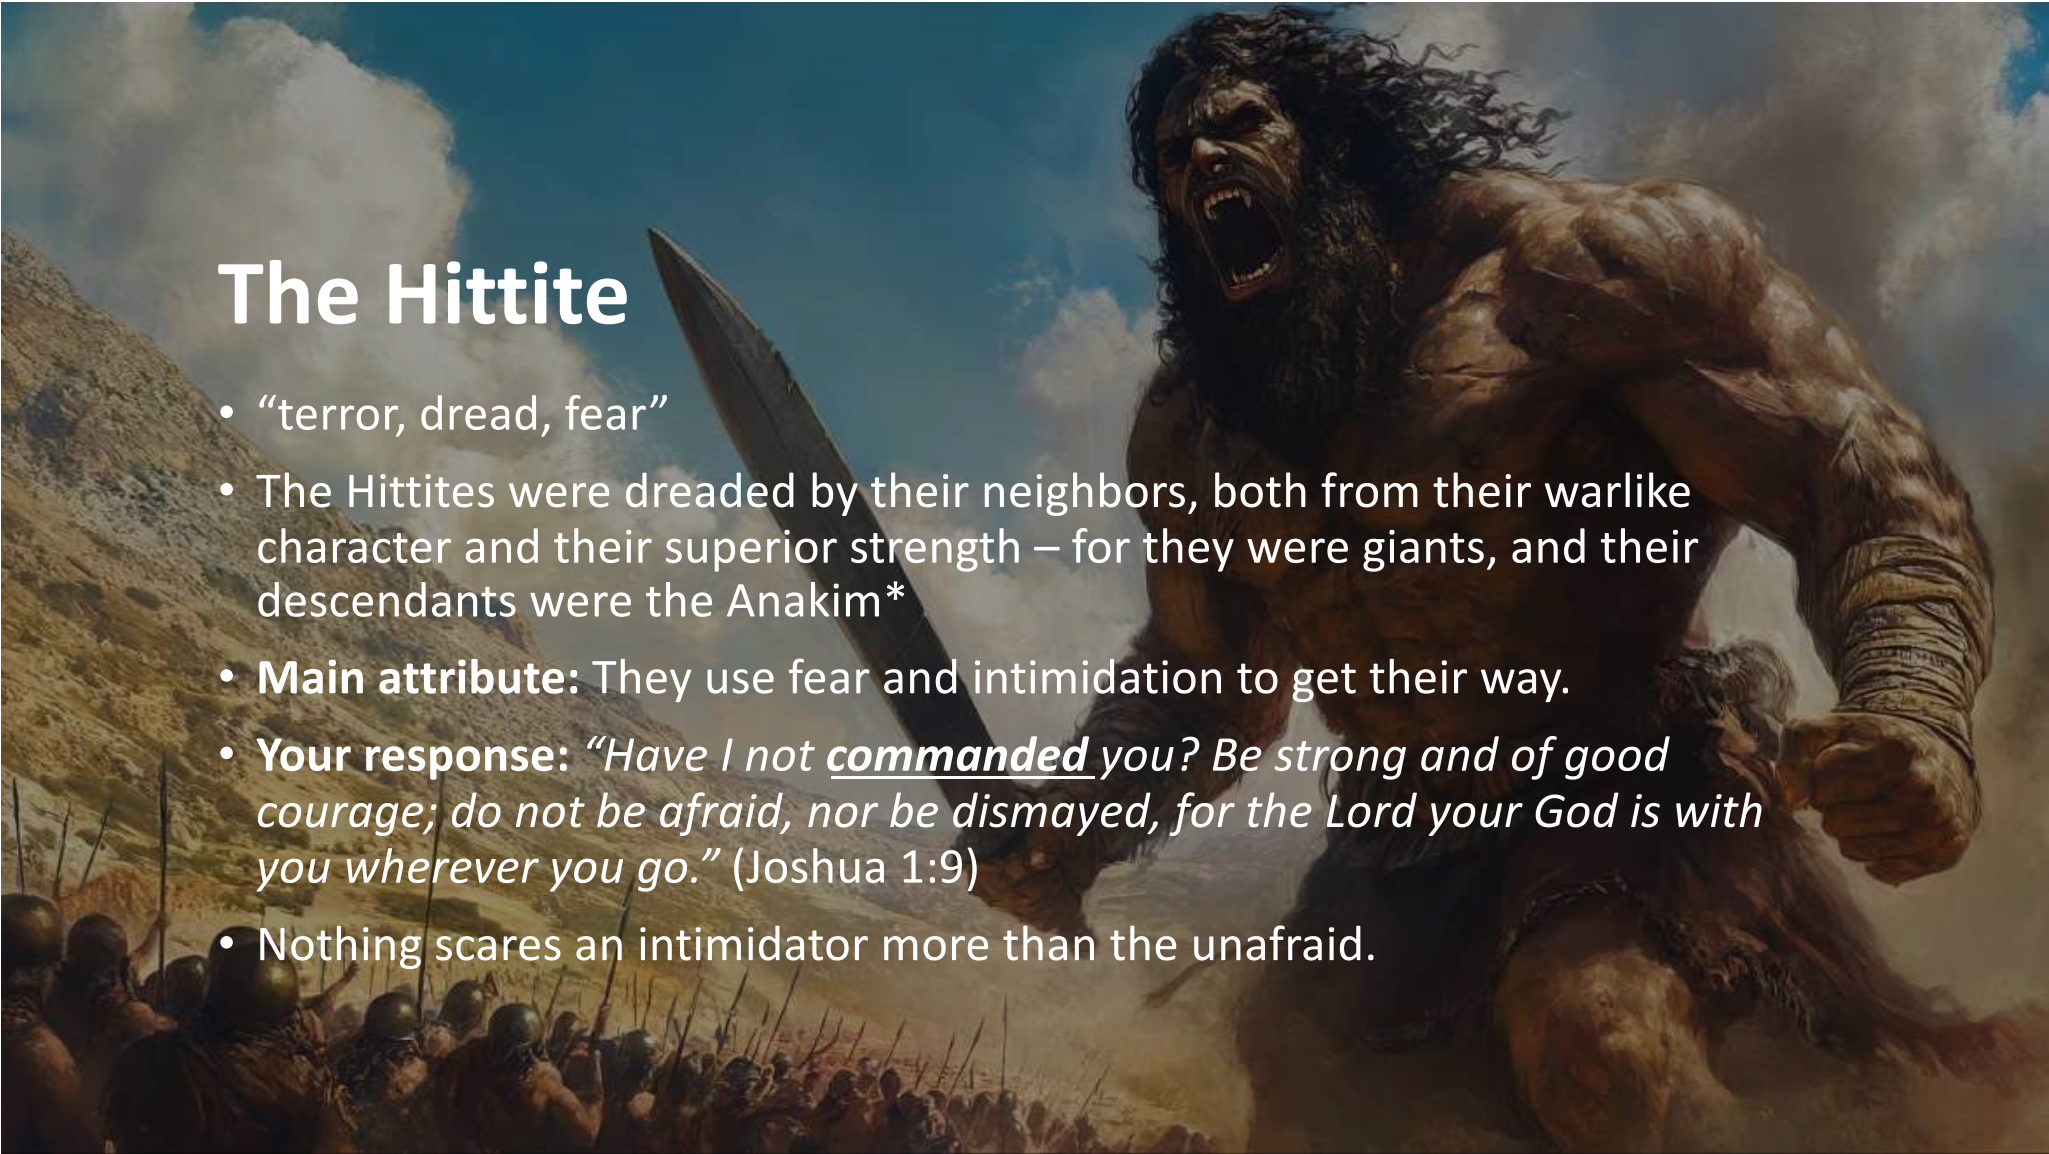 The Hittite
• “terror, dread, fear”
• The Hittites were dreaded by their neighbors, both from their warlike
character and their superior strength – for they were giants, and their
descendants were the Anakim*
• Main attribute: They use fear and intimidation to get their way.
• Your response: “Have I not commanded you? Be strong and of good
courage; do not be afraid, nor be dismayed, for the Lord your God is with
you wherever you go.” (Joshua 1:9)
• Nothing scares an intimidator more than the unafraid.